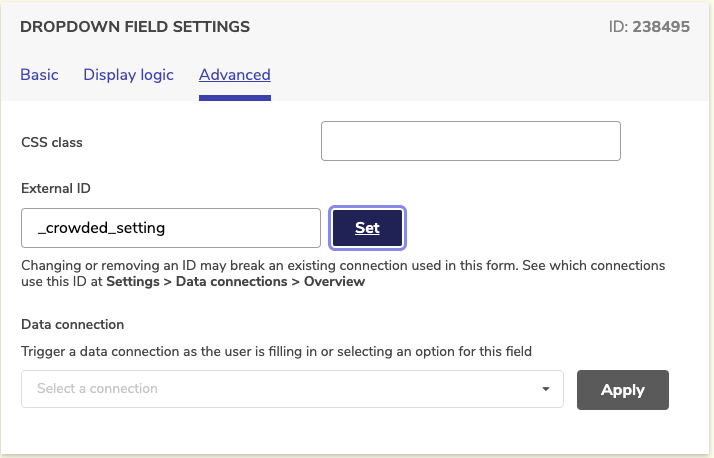 DROPDOWN FIELD SETTINGS ID: 238495
Basic Display logic Advanced
CSS class
External ID
_crowded_setting Set
Changing or removing an ID may break an existing connection used in this form. See which connections
use this ID at Settings > Data connections > Overview
Data connection
Trigger a data connection as the user is filling in or selecting an option for this field
Select a connection Apply